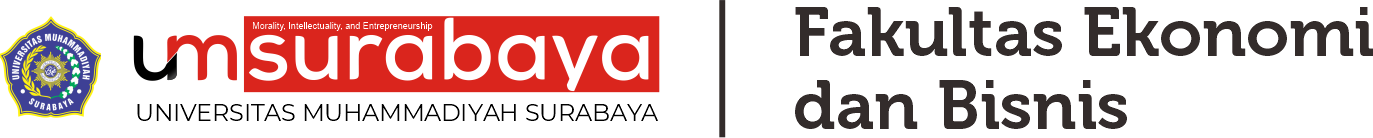 UNIVERSITAS MUHAMMADIYAH
SURABAYA
Morality, Intellectuality, and Entrepreneurship
umsurabaya
UNIVERSITAS MUHAMMADIYAH SURABAYA
Fakultas Ekonomi
dan Bisnis